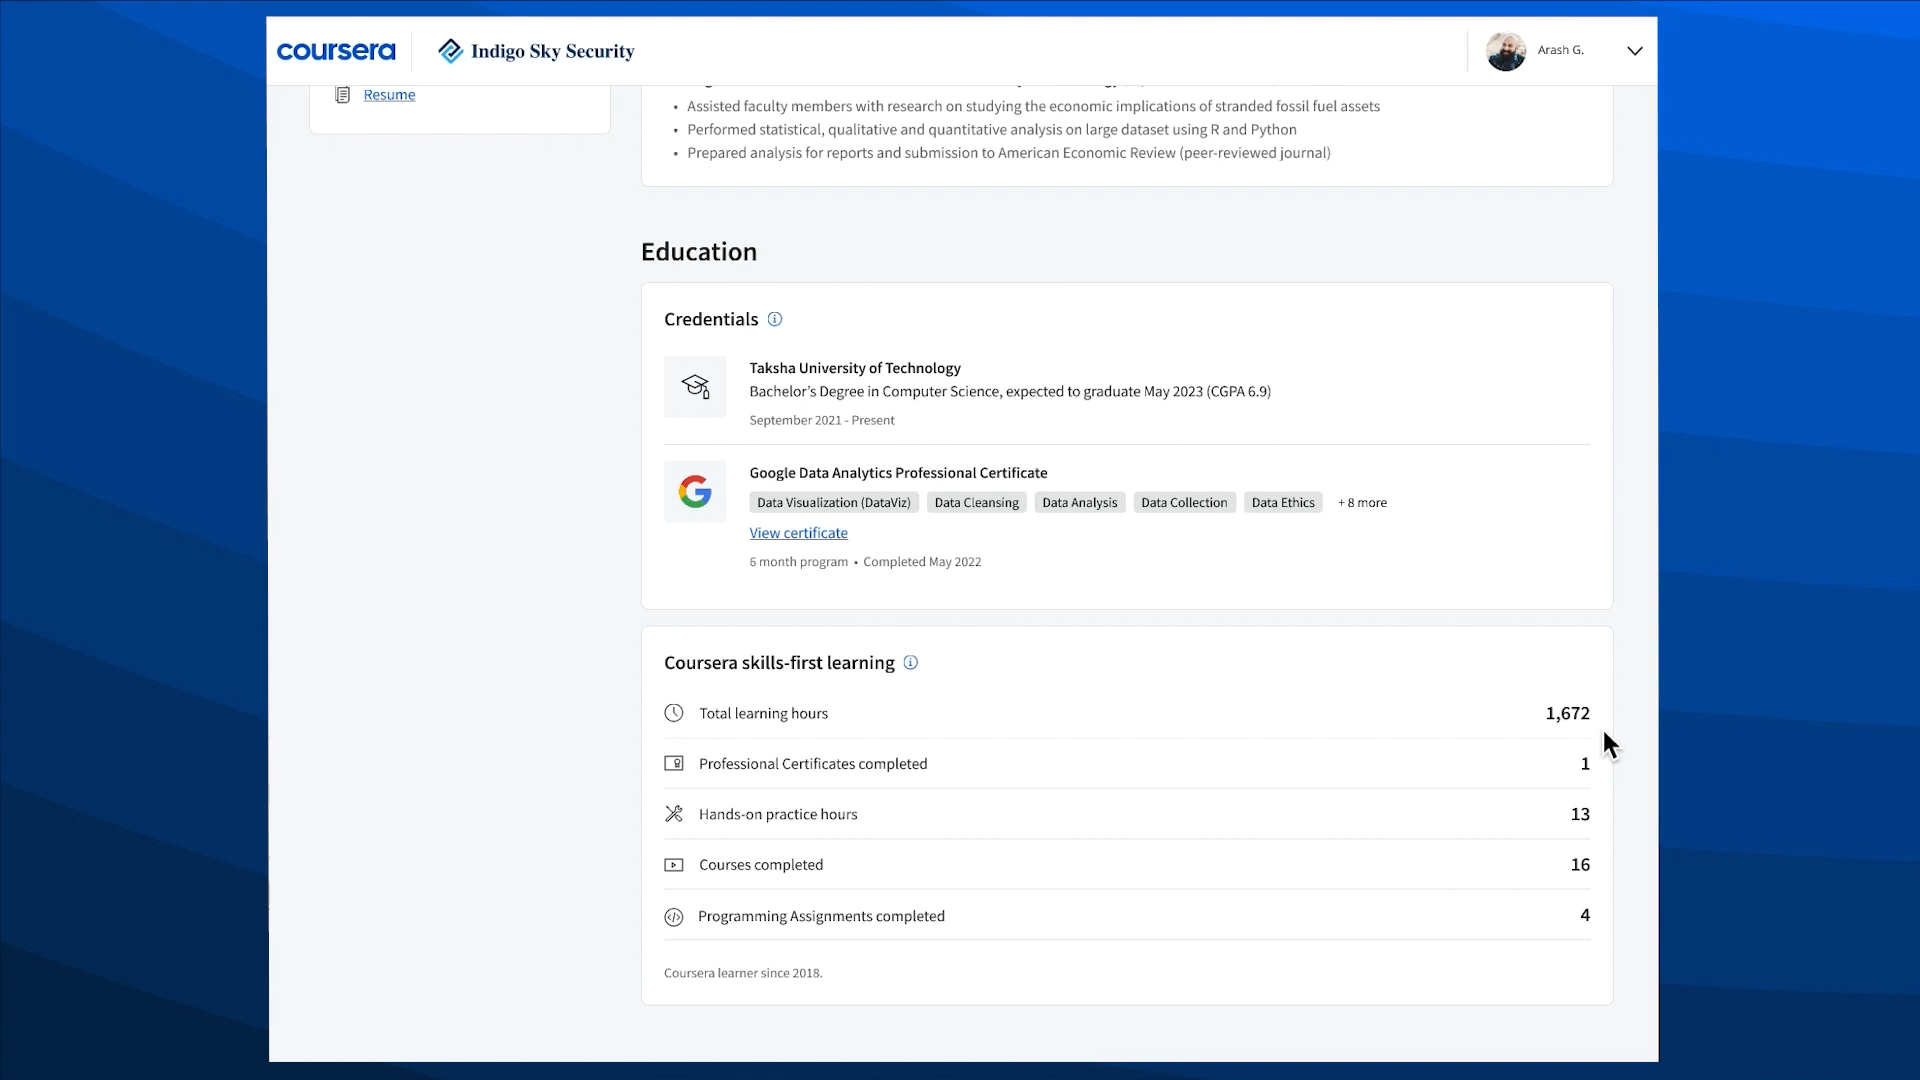 coursera
Indigo Sky Security
Arash G.
Resume
• Assisted faculty members with research on studying the economic implications of stranded fossil fuel assets
• Performed statistical, qualitative and quantitative analysis on large dataset using R and Python
• Prepared analysis for reports and submission to American Economic Review (peer-reviewed journal)
Education
Credentials
Taksha University of Technology
Bachelor's Degree in Computer Science, expected to graduate May 2023 (CGPA 6.9)
September 2021 - Present
Google Data Analytics Professional Certificate
Data Visualization (DataViz) Data Cleansing Data Analysis Data Collection Data Ethics + 8 more
View certificate
6 month program • Completed May 2022
Coursera skills-first learning
Total learning hours 1,672
Professional Certificates completed 1
Hands-on practice hours 13
Courses completed 16
Programming Assignments completed 4
Coursera learner since 2018.